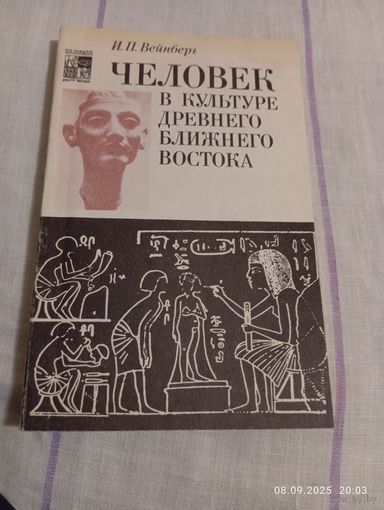 И. П. Вейнберг
ЧЕЛОВЕК
В КУЛЬТУРЕ
ДРЕВНЕГО
БЛИЖНЕГО
ВОСТОКА
08.09.2025 20:03